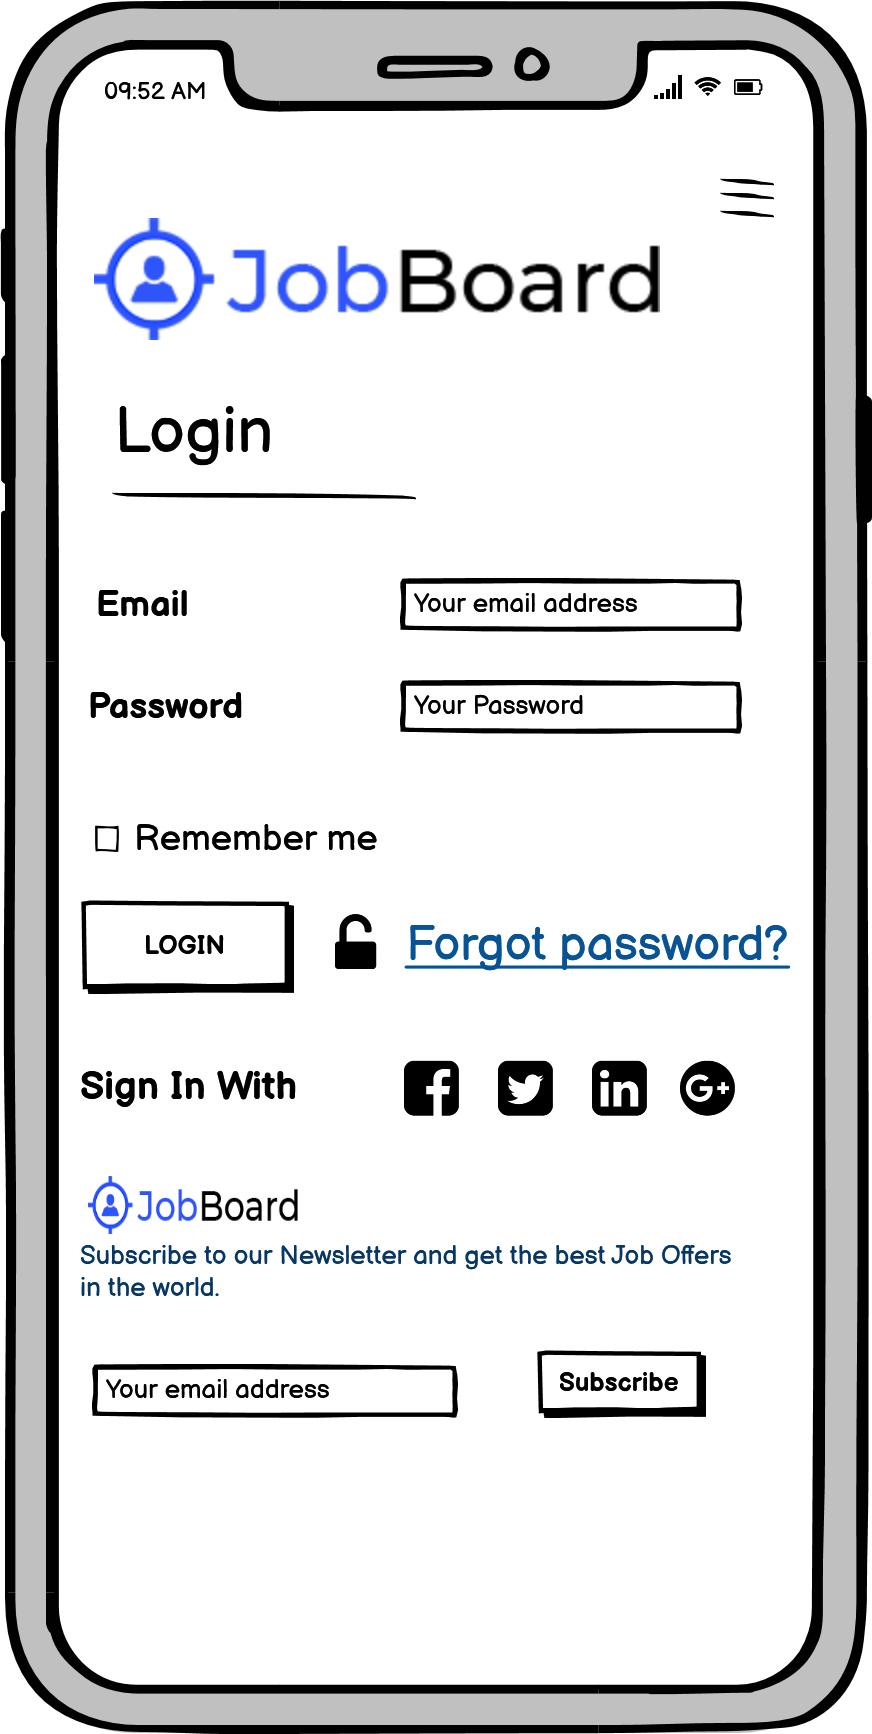 09:52 AM
JobBoard
Login
Email
Your email address
Password
Your Password
Remember me
LOGIN
Forgot password?
Sign In With
f
in
G+
JobBoard
Subscribe to our Newsletter and get the best Job Offers
in the world.
Your email address
Subscribe